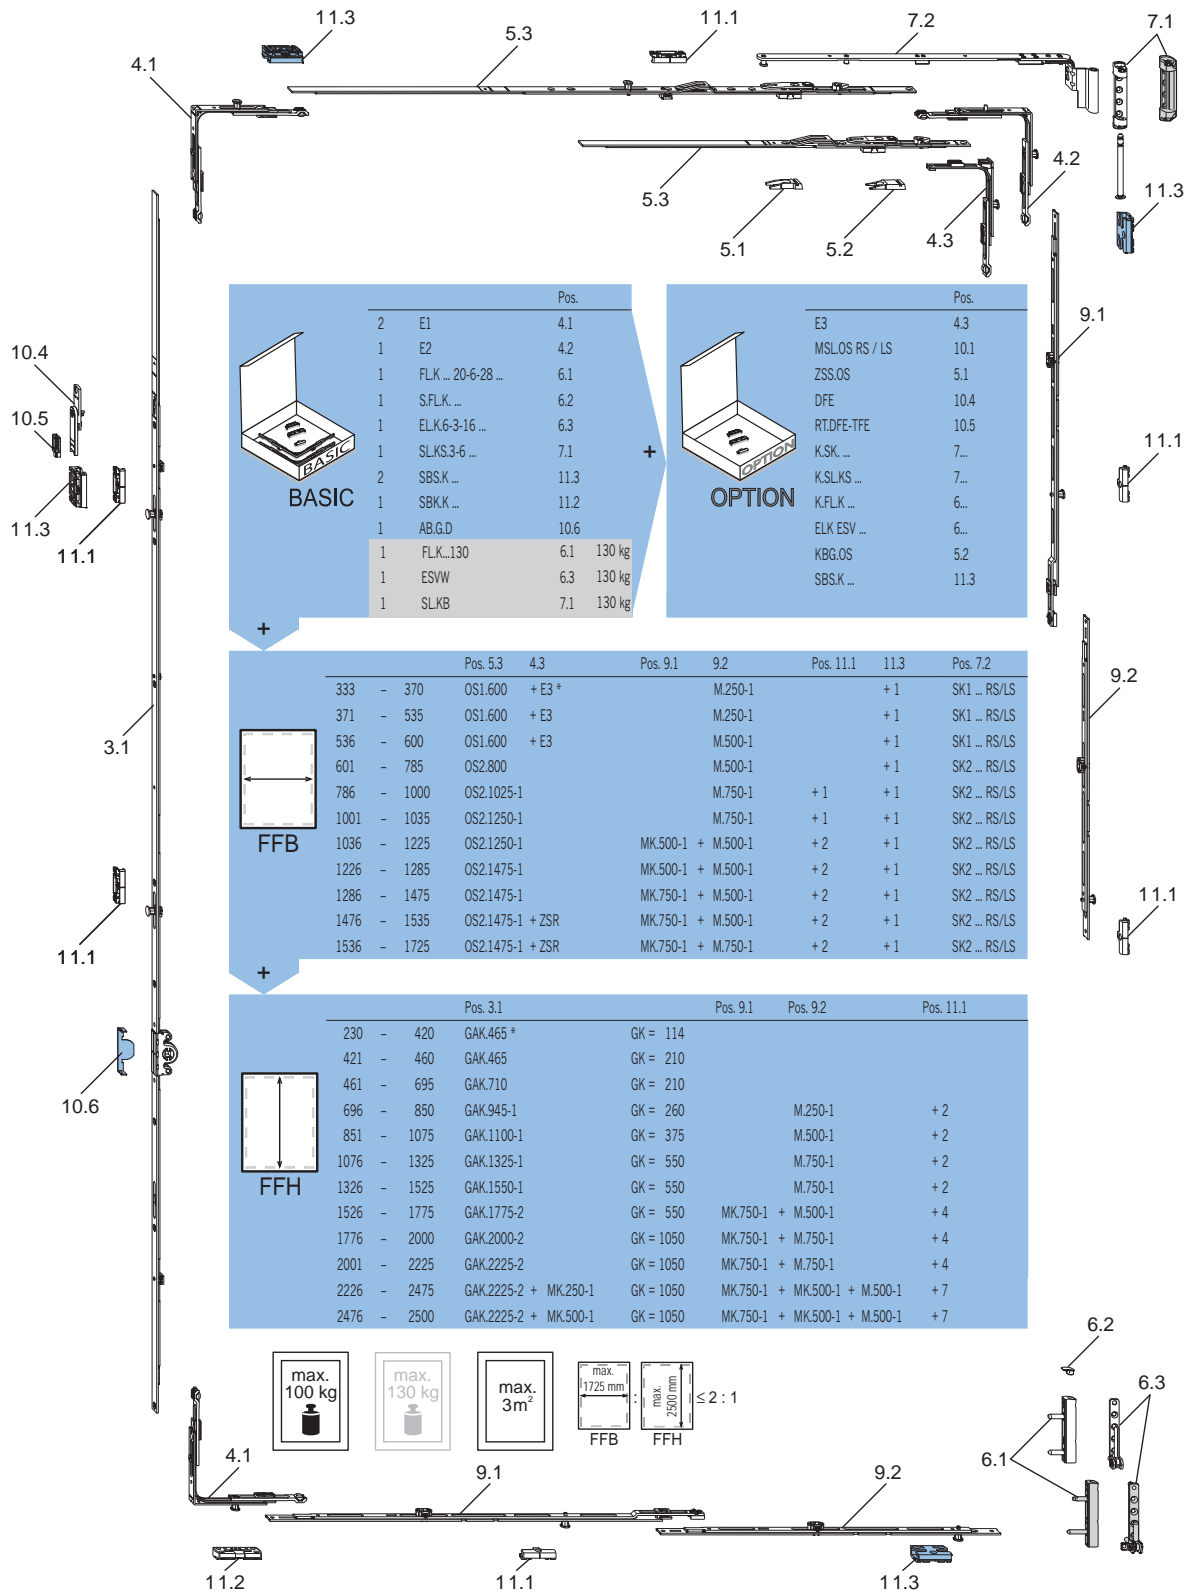 11.3
5.3
11.1
7.2
7.1
4.1
4.2
5.3
11.3
5.1
5.2
4.3
9.1
10.4
10.5
11.3
11.1
11.1
3.1
9.2
11.1
11.1
10.6
BASIC
BASIC
Pos.
2 E1 4.1
1 E2 4.2
1 FL.K ... 20-6-28 ... 6.1
1 S.FL.K. ... 6.2
1 EL.K.6-3-16 ... 6.3
1 SL.KS.3-6 ... 7.1
2 SBS.K ... 11.3
1 SBK.K ... 11.2
1 AB.G.D 10.6
1 FL.K...130 6.1 130 kg
1 ESVW 6.3 130 kg
1 SL.KB 7.1 130 kg
+
OPTION
OPTION
Pos.
E3 4.3
MSL.OS RS / LS 10.1
ZSS.OS 5.1
DFE 10.4
RT.DFE-TFE 10.5
K.SK. ... 7...
K.SL.KS ... 7...
K.FL.K ... 6...
ELK ESV ... 6...
KBG.OS 5.2
SBS.K ... 11.3
+
FFB
Pos. 5.3 4.3 Pos. 9.1 9.2 Pos. 11.1 11.3 Pos. 7.2
333 – 370 OS1.600 + E3 * M.250-1 + 1 SK1 ... RS/LS
371 – 535 OS1.600 + E3 M.250-1 + 1 SK1 ... RS/LS
536 – 600 OS1.600 + E3 M.500-1 + 1 SK1 ... RS/LS
601 – 785 OS2.800 M.500-1 + 1 SK2 ... RS/LS
786 – 1000 OS2.1025-1 M.750-1 + 1 + 1 SK2 ... RS/LS
1001 – 1035 OS2.1250-1 M.750-1 + 1 + 1 SK2 ... RS/LS
1036 – 1225 OS2.1250-1 MK.500-1 + M.500-1 + 2 + 1 SK2 ... RS/LS
1226 – 1285 OS2.1475-1 MK.500-1 + M.500-1 + 2 + 1 SK2 ... RS/LS
1286 – 1475 OS2.1475-1 MK.750-1 + M.500-1 + 2 + 1 SK2 ... RS/LS
1476 – 1535 OS2.1475-1 + ZSR MK.750-1 + M.500-1 + 2 + 1 SK2 ... RS/LS
1536 – 1725 OS2.1475-1 + ZSR MK.750-1 + M.750-1 + 2 + 1 SK2 ... RS/LS
+
FFH
Pos. 3.1 Pos. 9.1 Pos. 9.2 Pos. 11.1
230 – 420 GAK.465 * GK = 114
421 – 460 GAK.465 GK = 210
461 – 695 GAK.710 GK = 210
696 – 850 GAK.945-1 GK = 260 M.250-1 + 2
851 – 1075 GAK.1100-1 GK = 375 M.500-1 + 2
1076 – 1325 GAK.1325-1 GK = 550 M.750-1 + 2
1326 – 1525 GAK.1550-1 GK = 550 M.750-1 + 2
1526 – 1775 GAK.1775-2 GK = 550 MK.750-1 + M.500-1 + 4
1776 – 2000 GAK.2000-2 GK = 1050 MK.750-1 + M.750-1 + 4
2001 – 2225 GAK.2225-2 GK = 1050 MK.750-1 + M.750-1 + 4
2226 – 2475 GAK.2225-2 + MK.250-1 GK = 1050 MK.750-1 + MK.500-1 + M.500-1 + 7
2476 – 2500 GAK.2225-2 + MK.500-1 GK = 1050 MK.750-1 + MK.500-1 + M.500-1 + 7
max.
100 kg
max.
130 kg
max.
3m²
max.
1725 mm
FFB
:
max.
2500 mm
FFH
≤ 2 : 1
6.2
6.3
6.1
4.1
9.1
9.2
11.2
11.1
11.3